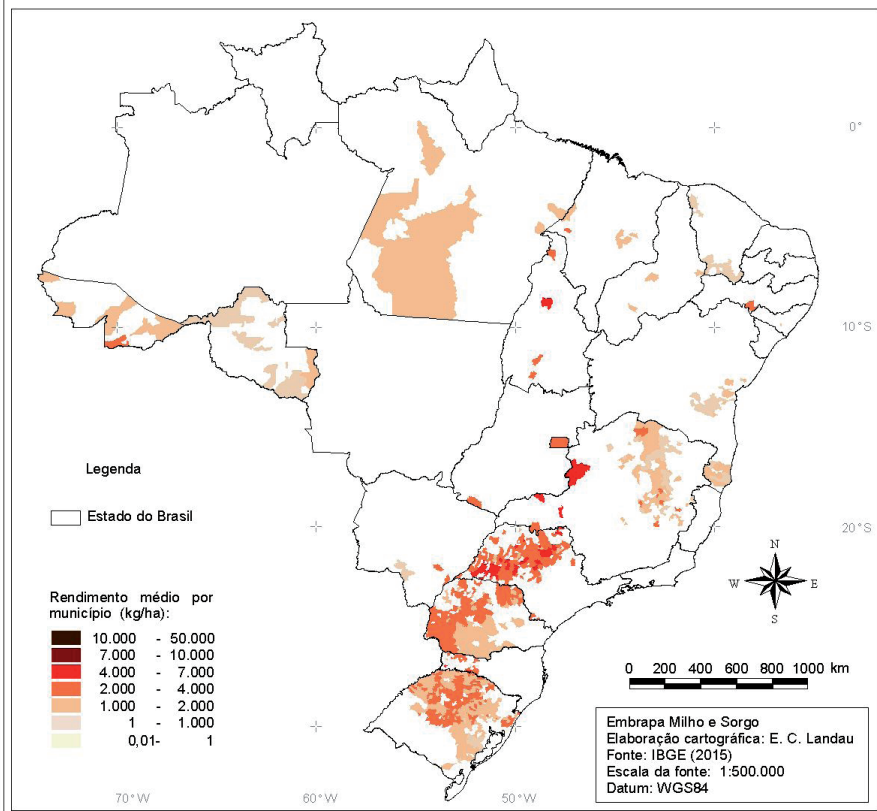 0°
10°S
20°S
N
W E
S
Legenda
Estado do Brasil
Rendimento médio por
município (kg/ha):
10.000 - 50.000
7.000 - 10.000
4.000 - 7.000
2.000 - 4.000
1.000 - 2.000
1 - 1.000
0,01- 1
0 200 400 600 800 1000 km
Embrapa Milho e Sorgo
Elaboração cartográfica: E. C. Landau
Fonte: IBGE (2015)
Escala da fonte: 1:500.000
Datum: WGS84
70°W 60°W 50°W